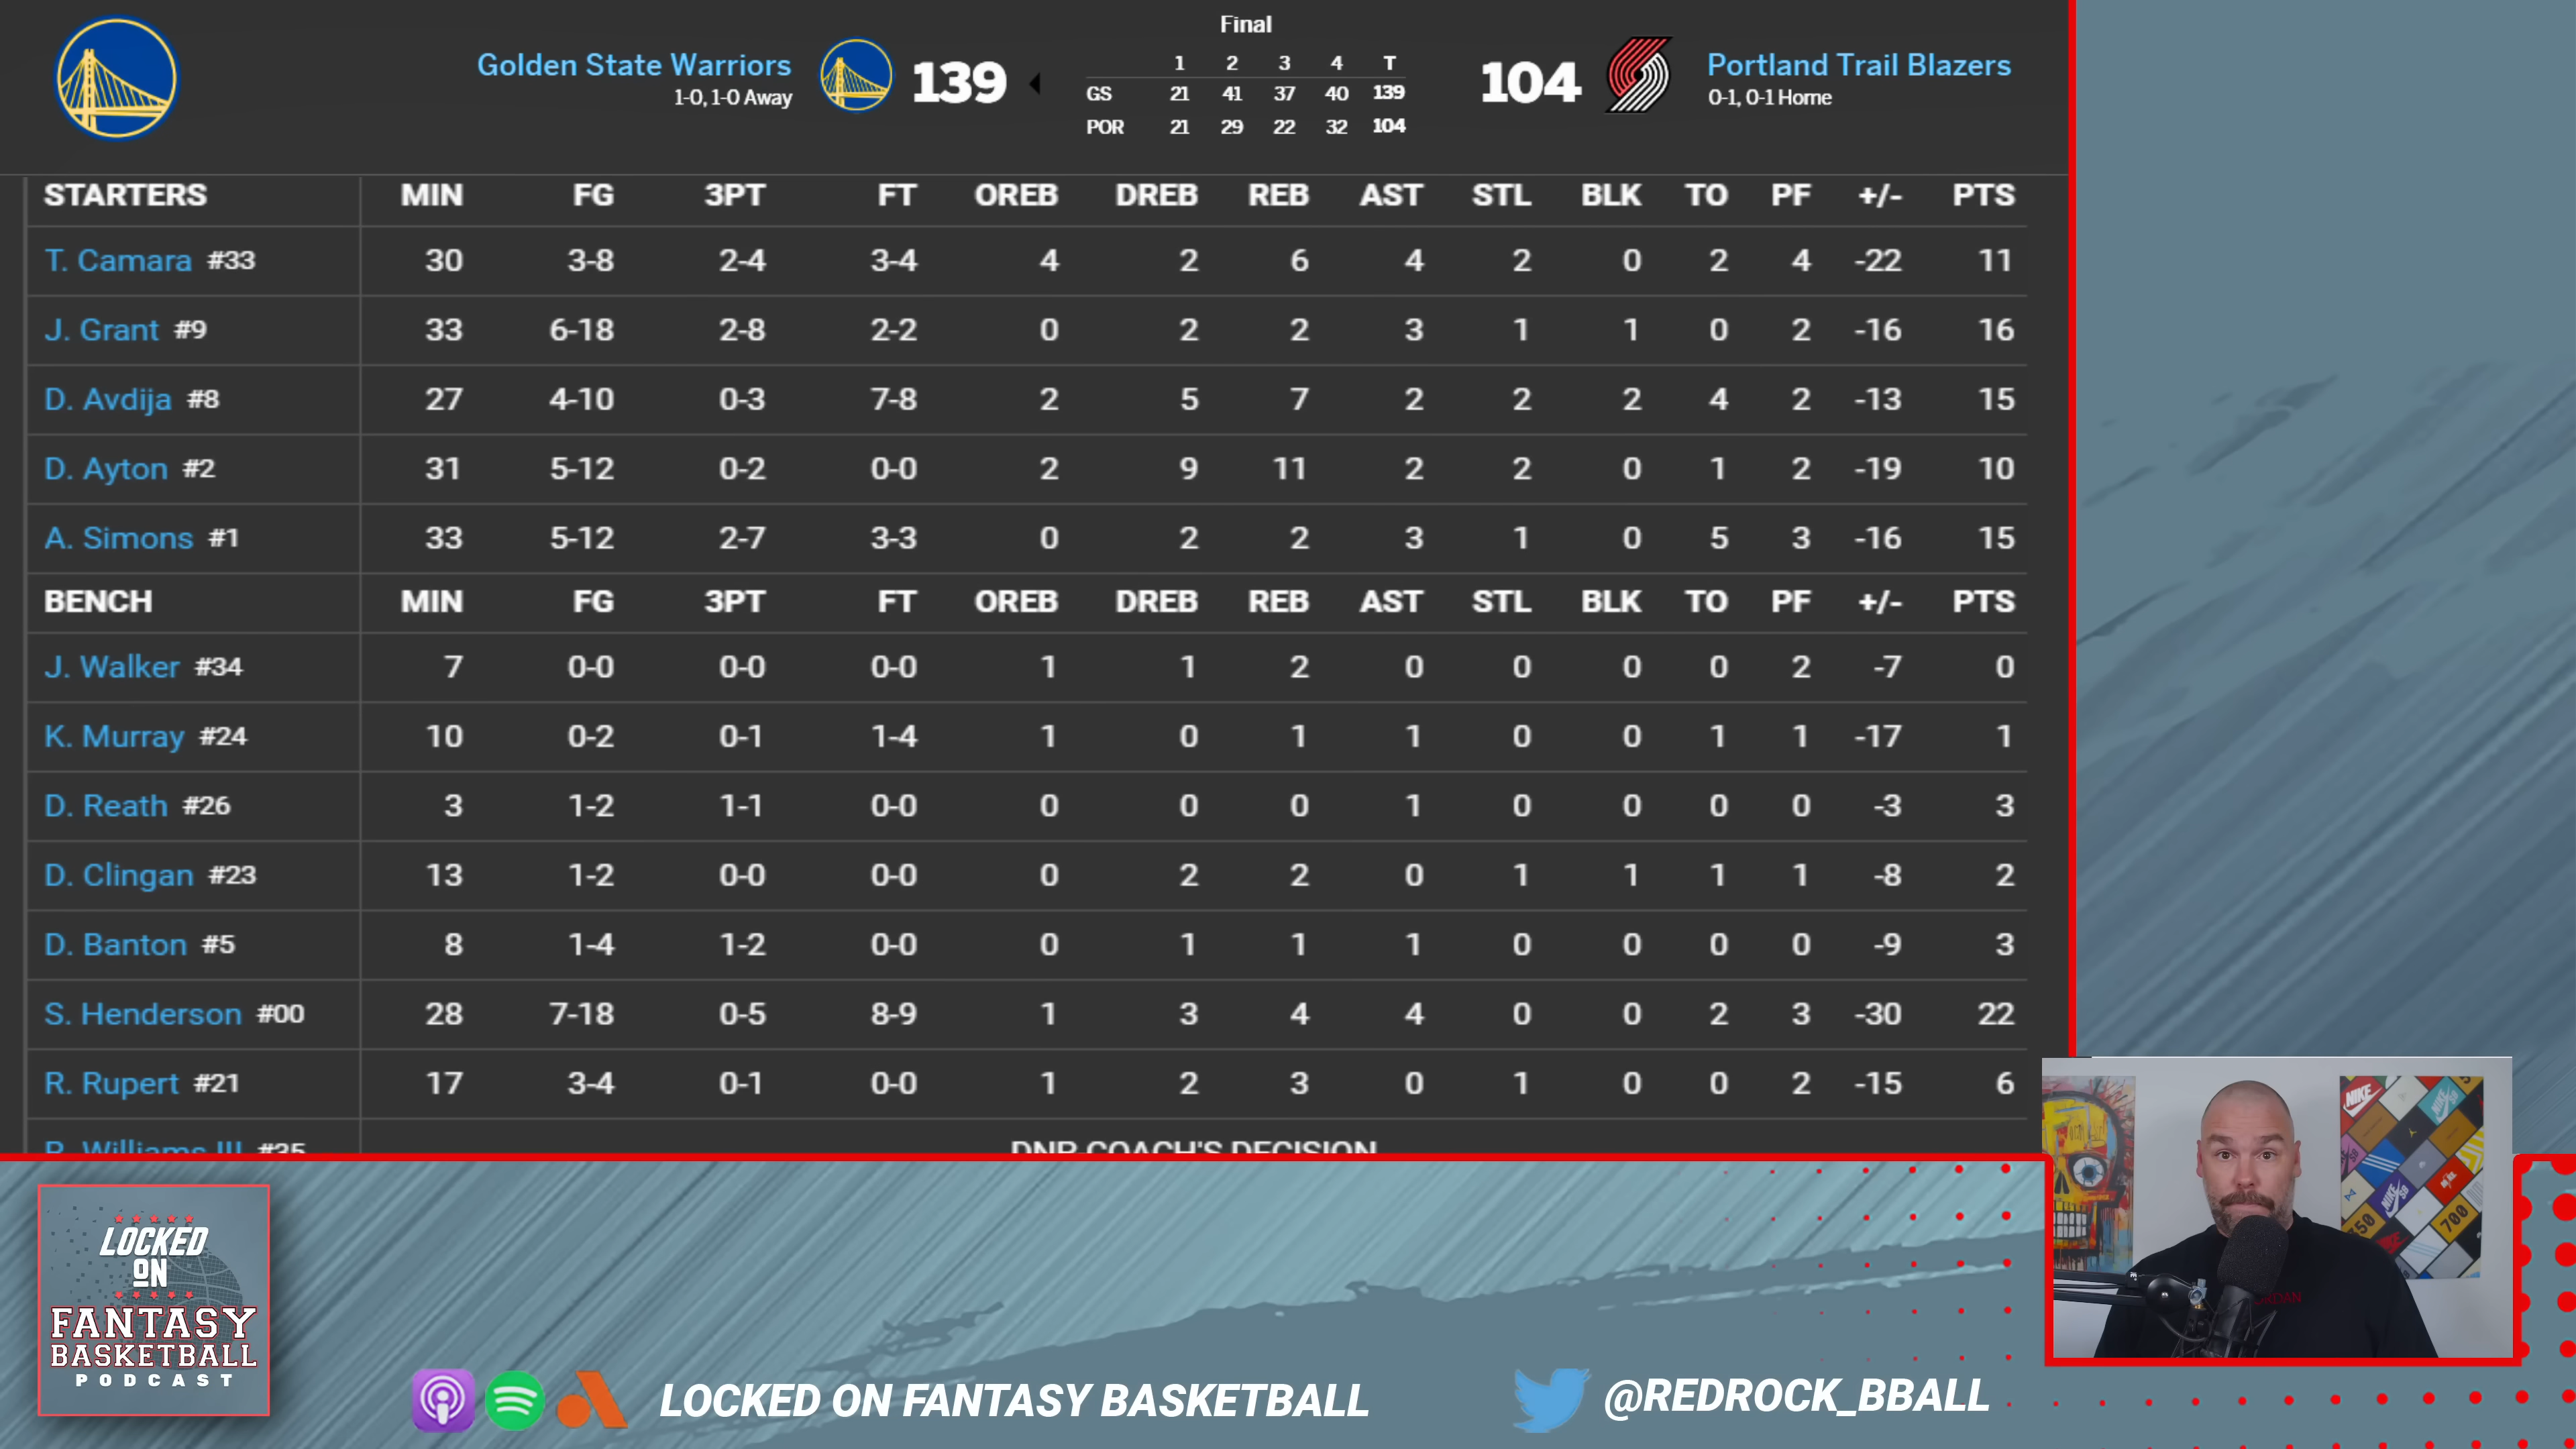 Final
Golden State Warriors
1-0, 1-0 Away
139
1 2 3 4 T
GS 21 41 37 40 139
POR 21 29 22 32 104
104
Portland Trail Blazers
0-1, 0-1 Home
STARTERS MIN FG 3PT FT OREB DREB REB AST STL BLK TO PF +/- PTS
T. Camara #33 30 3-8 2-4 3-4 4 2 6 4 2 0 2 4 -22 11
J. Grant #9 33 6-18 2-8 2-2 0 2 2 3 1 1 0 2 -16 16
D. Avdija #8 27 4-10 0-3 7-8 2 5 7 2 2 2 4 2 -13 15
D. Ayton #2 31 5-12 0-2 0-0 2 9 11 2 2 0 1 2 -19 10
A. Simons #1 33 5-12 2-7 3-3 0 2 2 3 1 0 5 3 -16 15
BENCH MIN FG 3PT FT OREB DREB REB AST STL BLK TO PF +/- PTS
J. Walker #34 7 0-0 0-0 0-0 1 1 2 0 0 0 0 2 -7 0
K. Murray #24 10 0-2 0-1 1-4 1 0 1 1 0 0 1 1 -17 1
D. Reath #26 3 1-2 1-1 0-0 0 0 0 1 0 0 0 0 -3 3
D. Clingan #23 13 1-2 0-0 0-0 0 2 2 0 1 1 1 1 -8 2
D. Banton #5 8 1-4 1-2 0-0 0 1 1 1 0 0 0 0 -9 3
S. Henderson #00 28 7-18 0-5 8-9 1 3 4 4 0 0 2 3 -30 22
R. Rupert #21 17 3-4 0-1 0-0 1 2 3 0 1 0 0 2 -15 6
R. Williams III #35 DNP COACH'S DECISION
NIKE
NIKE
NIKE
700
LOCKED
ON
FANTASY
BASKETBALL
PODCAST
LOCKED ON FANTASY BASKETBALL
@REDROCK_BBALL